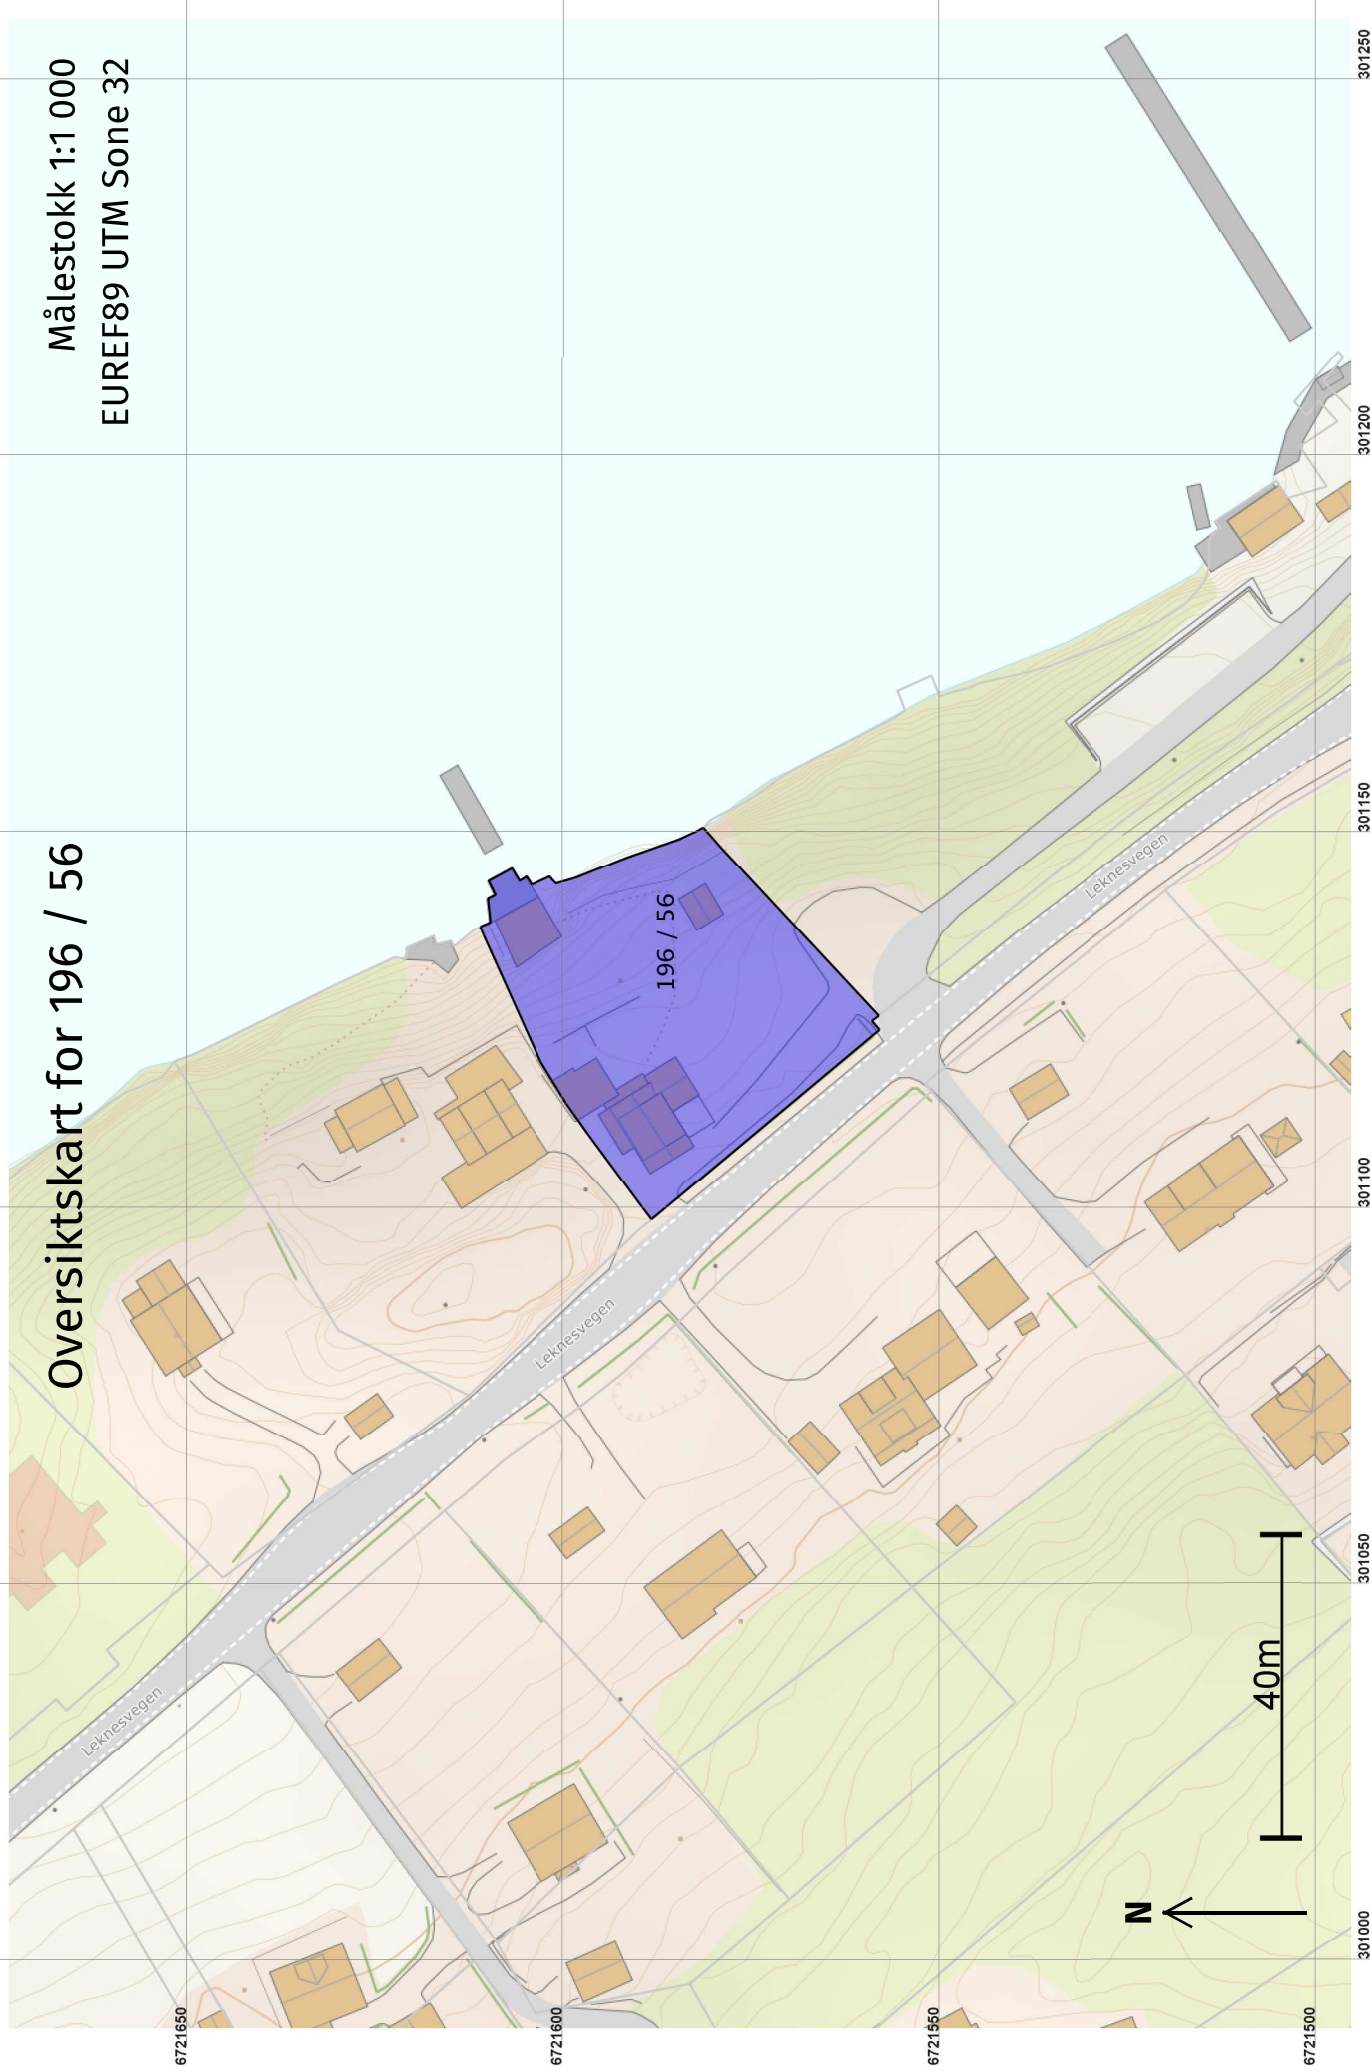 Oversiktskart for 196 / 56
Målestokk 1:1 000
EUREF89 UTM Sone 32
196 / 56
Leknesvegen
Leknesvegen
Leknesvegen
N
40m
6721650
6721600
6721550
6721500
301000
301050
301100
301150
301200
301250